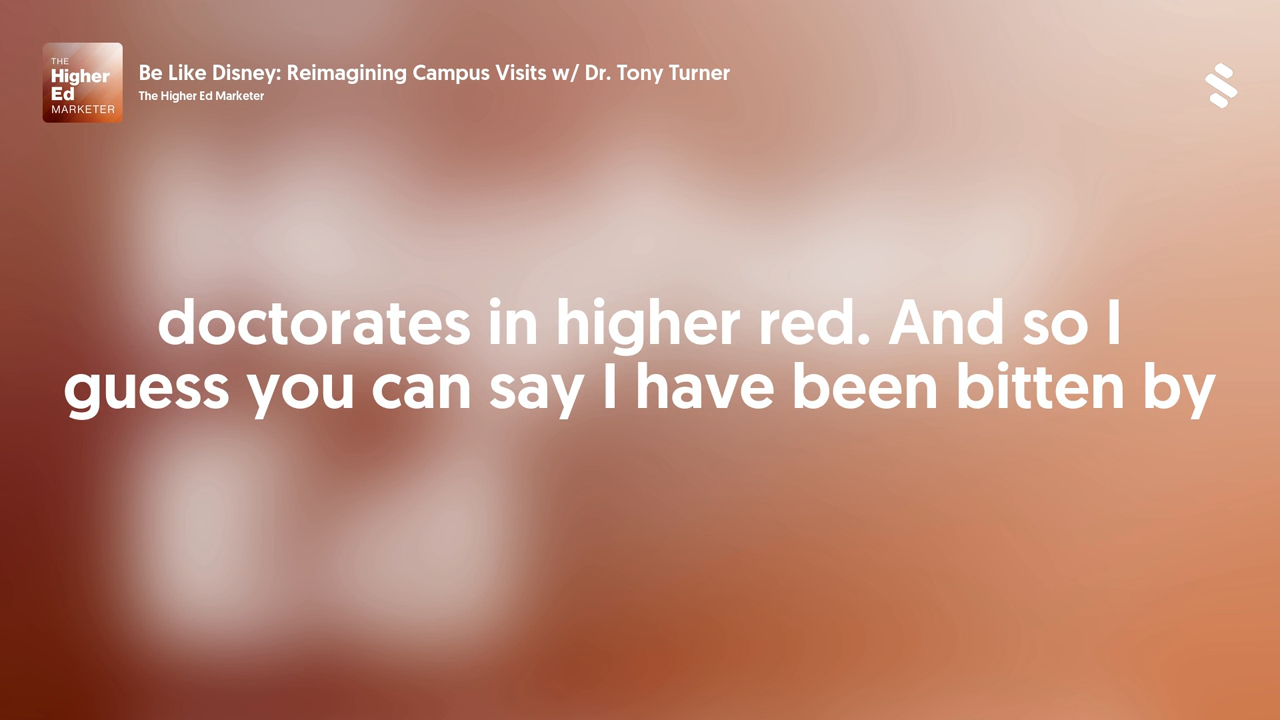 THE
Higher
Ed
MARKETER
Be Like Disney: Reimagining Campus Visits w/ Dr. Tony Turner
The Higher Ed Marketer
doctorates in higher red. And so I
guess you can say I have been bitten by